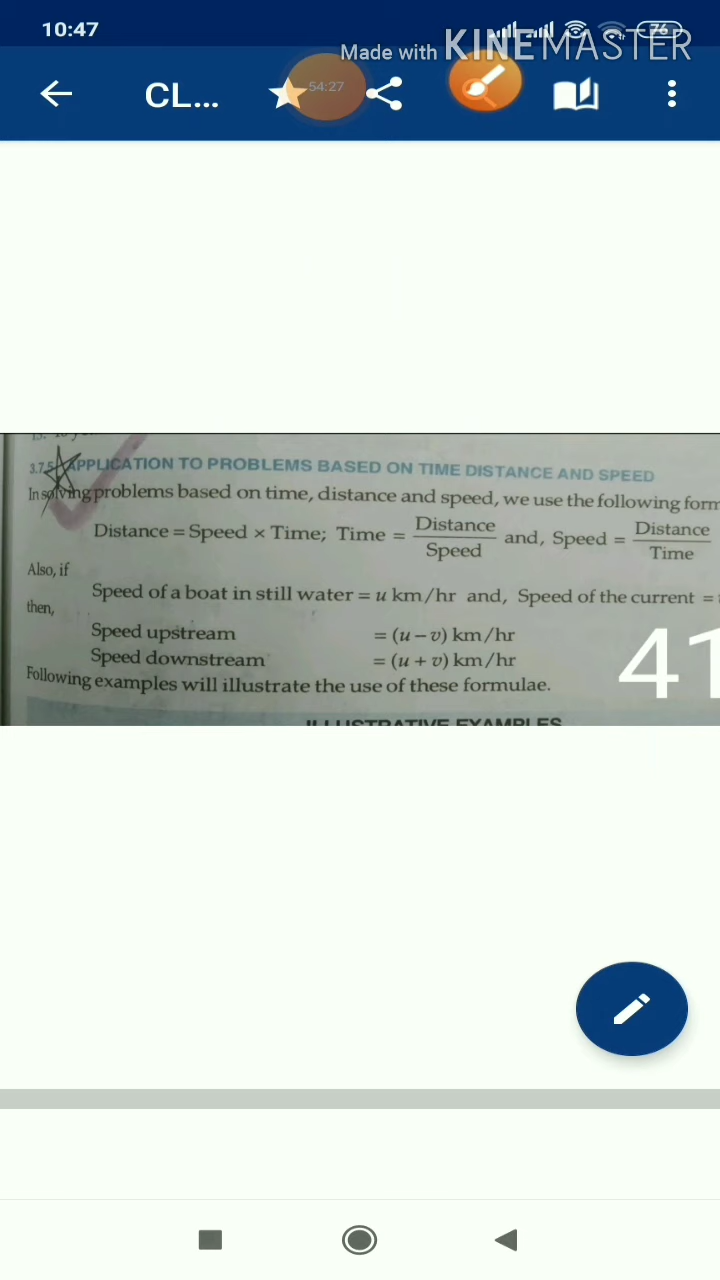 10:47
76
Made with KINEMASTER
CL...
54:27
3.7.5 APPLICATION TO PROBLEMS BASED ON TIME DISTANCE AND SPEED
In solving problems based on time, distance and speed, we use the following form
Distance = Speed × Time; Time = Distance / Speed and, Speed = Distance / Time
Also, if
Speed of a boat in still water = u km/hr and, Speed of the current =
then,
Speed upstream = (u – v) km/hr
Speed downstream = (u + v) km/hr
41
Following examples will illustrate the use of these formulae.
ILLUSTRATIVE EXAMPLES